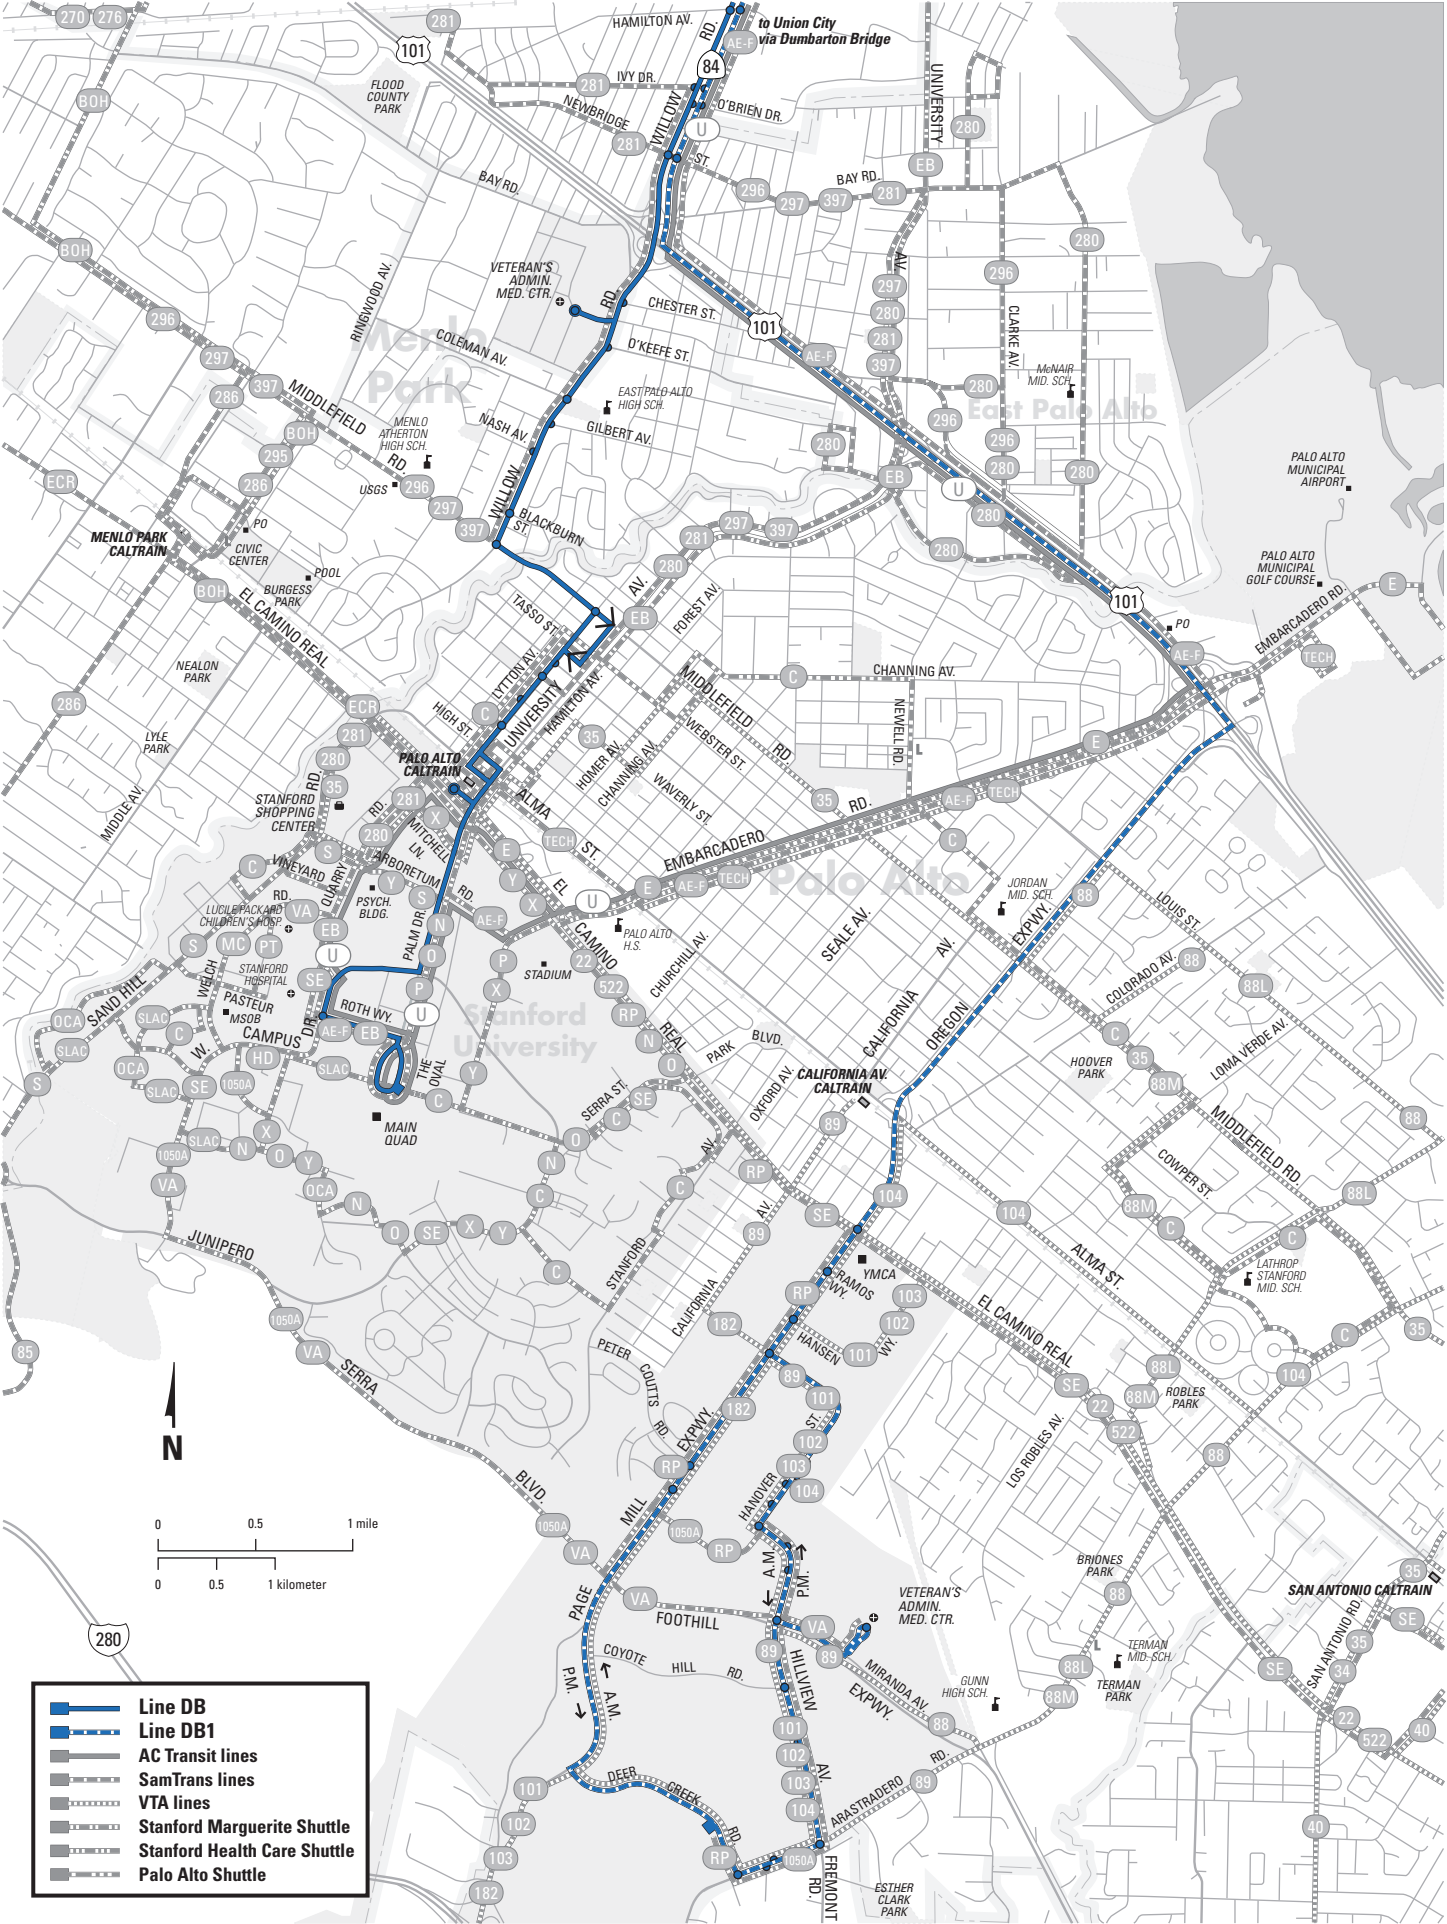 270
276
281
101
HAMILTON AV.
RD.
to Union City
via Dumbarton Bridge
AE-F
84
BOH
FLOOD
COUNTY
PARK
281
IVY DR.
NEWBRIDGE
281
WILLOW
O'BRIEN DR.
U
ST.
UNIVERSITY
280
EB
BAY RD.
296
297
397
BAY RD.
281
BOH
VETERAN'S
ADMIN.
MED. CTR.
RD.
CHESTER ST.
AV.
297
280
281
397
280
296
CLARKE AV.
RINGWOOD AV.
296
Menlo
Park
COLEMAN AV.
O'KEEFE ST.
101
AE-F
297
397
286
MIDDLEFIELD
RD.
MENLO
ATHERTON
HIGH SCH.
NASH AV.
EAST PALO ALTO
HIGH SCH.
GILBERT AV.
280
McNAIR
MID. SCH.
East Palo Alto
296
296
280
280
280
BOH
295
286
USGS
296
297
397
WILLOW
EB
U
280
PALO ALTO
MUNICIPAL
AIRPORT
ECR
BLACKBURN
ST.
MENLO PARK
CALTRAIN
PO
CIVIC
CENTER
POOL
BURGESS
PARK
BOH
EL CAMINO REAL
281
297
397
280
280
AV.
EB
FOREST AV.
TASSO ST.
101
PO
PALO ALTO
MUNICIPAL
GOLF COURSE
E
EMBARCADERO RD.
TECH
AE-F
NEALON
PARK
286
LYLE
PARK
MIDDLE AV.
ECR
281
280
35
HIGH ST.
C
LYTTON AV.
UNIVERSITY
HAMILTON AV.
35
MIDDLEFIELD
RD.
C
CHANNING AV.
NEWELL RD.
L
E
WEBSTER ST.
HOMER AV.
CHANNING AV.
WAVERLY ST.
35
RD.
AE-F
TECH
PALO ALTO
CALTRAIN
STANFORD
SHOPPING
CENTER
RD.
RD.
281
280
X
MITCHELL
LN.
ALMA
ST.
TECH
EMBARCADERO
C
S
VINEYARD
RD.
QUARRY
ARBORETUM
RD.
Y
S
PSYCH.
BLDG.
E
Y
X
EL
CAMINO
REAL
U
E
AE-F
TECH
Palo Alto
C
JORDAN
MID. SCH.
88
EXPWY.
OREGON
LOUIS ST.
LUCILE PACKARD
CHILDREN'S HOSP.
VA
EB
U
SE
PALM DR.
N
O
P
U
AE-F
P
X
STADIUM
PALO ALTO
H.S.
22
522
RP
N
O
CHURCHILL AV.
SEALE AV.
AV.
CALIFORNIA
COLORADO AV.
88
88L
S
MC
PT
WELCH
STANFORD
HOSPITAL
PASTEUR
MSOB
SAND HILL
OCA
SLAC
C
S
SLAC
CAMPUS
DR.
W.
ROTH WY.
AE-F
EB
THE
OVAL
Stanford
University
Y
HD
SLAC
OCA
SLAC
SE
1050A
C
MAIN
QUAD
PARK
BLVD.
OXFORD AV.
CALIFORNIA AV.
CALTRAIN
89
HOOVER
PARK
C
35
88M
LOMA VERDE AV.
88
MIDDLEFIELD RD.
SERRA ST.
SE
C
O
N
C
AV.
C
STANFORD
RP
AV.
SE
89
104
SLAC
1050A
VA
N
X
O
Y
OCA
N
O
SE
X
Y
C
COWPER ST.
88M
C
88L
C
104
ALMA ST.
JUNIPERO
SERRA
BLVD.
1050A
VA
85
N
CALIFORNIA
YMCA
RAMOS
WY.
RP
182
HANSEN
WY.
103
102
101
EL CAMINO REAL
LATHROP
STANFORD
MID. SCH.
C
35
104
PETER
COUTTS
RD.
89
101
ST.
102
103
104
HANOVER
182
EXPWY.
RP
MILL
SE
22
522
88L
88M
ROBLES
PARK
88
LOS ROBLES AV.
0
0.5
1 mile
0
0.5
1 kilometer
1050A
VA
1050A
RP
A.M.
P.M.
PAGE
VA
FOOTHILL
VA
VETERAN'S
ADMIN.
MED. CTR.
89
89
MIRANDA AV.
EXPWY.
88
BRIONES
PARK
88
L
TERMAN
MID. SCH.
TERMAN
PARK
88L
88M
GUNN
HIGH SCH.
35
SAN ANTONIO CALTRAIN
SE
SAN ANTONIO RD.
35
34
SE
22
522
40
40
280
COYOTE
HILL
RD.
P.M.
A.M.
HILLVIEW
AV.
101
102
103
104
ARASTRADERO
RD.
89
DEER
CREEK
RD.
RP
1050A
FREMONT
RD.
ESTHER
CLARK
PARK
101
102
103
182
Line DB
Line DB1
AC Transit lines
SamTrans lines
VTA lines
Stanford Marguerite Shuttle
Stanford Health Care Shuttle
Palo Alto Shuttle